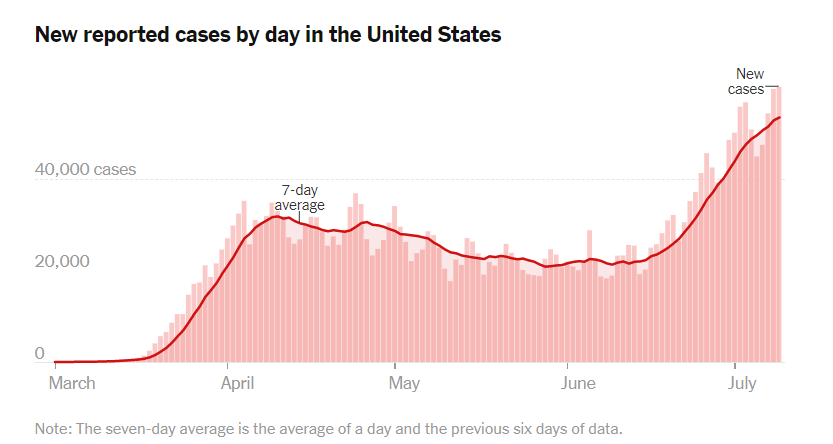 New reported cases by day in the United States
New
cases
40,000 cases
7-day
average
20,000
0
March April May June July
Note: The seven-day average is the average of a day and the previous six days of data.